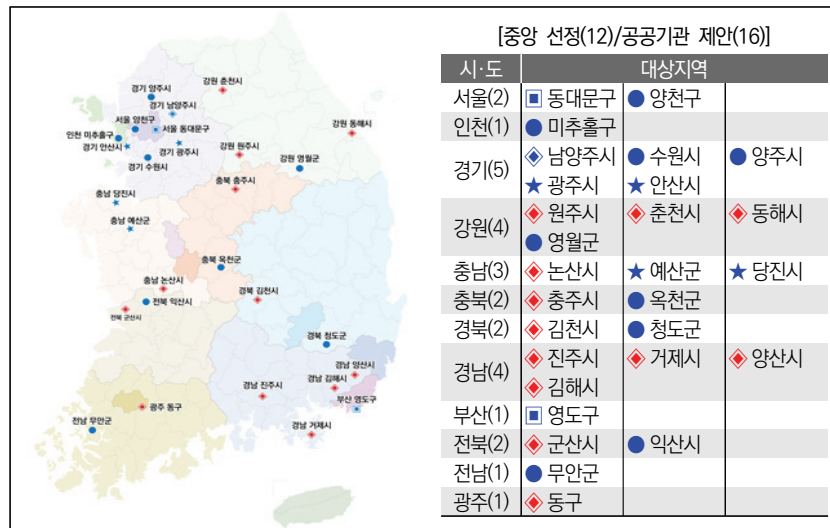 경기 양주시
강원 춘천시
경기 남양주시
서울 양천구
서울 동대문구
강원 동해시
인천 미추홀구
경기 안산시
경기 광주시
강원 원주시
경기 수원시
강원 영월군
충북 충주시
충남 당진시
충남 예산군
충북 옥천군
충남 논산시
전북 익산시
경북 김천시
전북 군산시
경북 청도군
경남 양산시
경남 김해시
경남 진주시
부산 영도구
광주 동구
전남 무안군
경남 거제시
[중앙 선정(12)/공공기관 제안(16)]
시·도 대상지역
서울(2) 동대문구 양천구
인천(1) 미추홀구
경기(5) 남양주시 수원시 양주시
광주시 안산시
강원(4) 원주시 춘천시 동해시
영월군
충남(3) 논산시 예산군 당진시
충북(2) 충주시 옥천군
경북(2) 김천시 청도군
경남(4) 진주시 거제시 양산시
김해시
부산(1) 영도구
전북(2) 군산시 익산시
전남(1) 무안군
광주(1) 동구